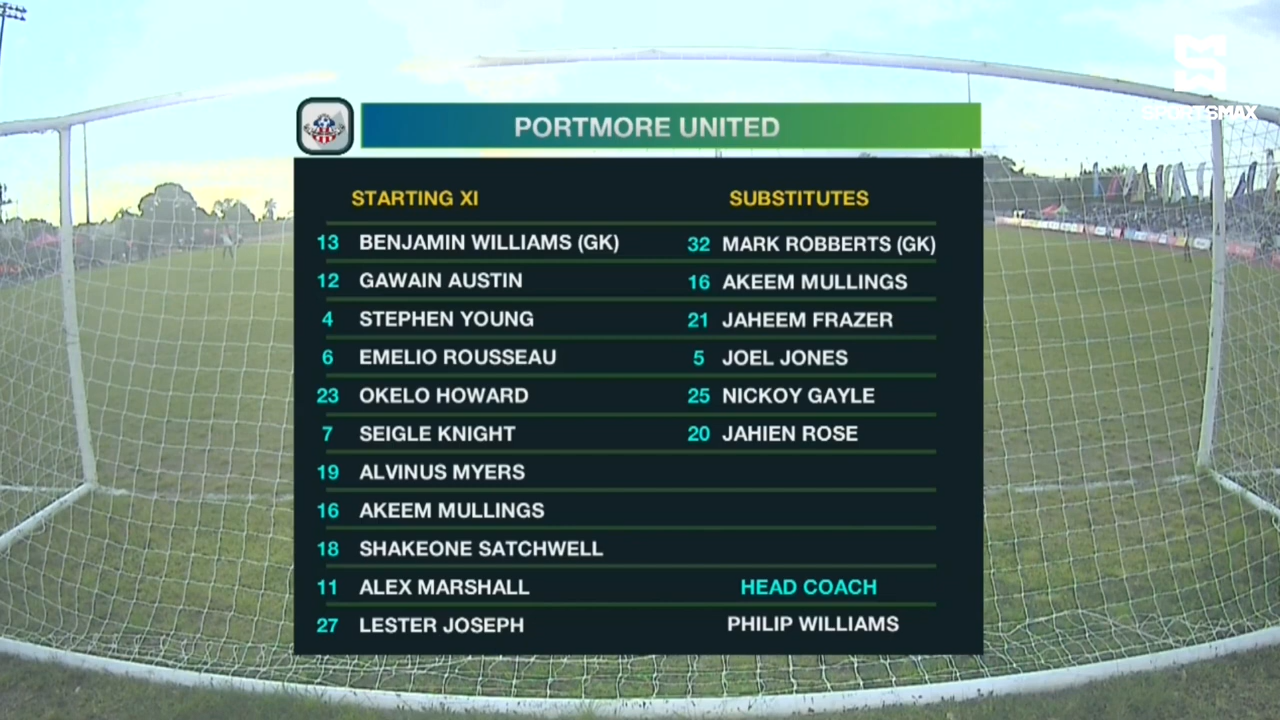 SPORTSMAX
PORTMORE UNITED
STARTING XI
13 BENJAMIN WILLIAMS (GK)
12 GAWAIN AUSTIN
4 STEPHEN YOUNG
6 EMELIO ROUSSEAU
23 OKELO HOWARD
7 SEIGLE KNIGHT
19 ALVINUS MYERS
16 AKEEM MULLINGS
18 SHAKEONE SATCHWELL
11 ALEX MARSHALL
27 LESTER JOSEPH
SUBSTITUTES
32 MARK ROBBERTS (GK)
16 AKEEM MULLINGS
21 JAHEEM FRAZER
5 JOEL JONES
25 NICKOY GAYLE
20 JAHIEN ROSE
HEAD COACH
PHILIP WILLIAMS